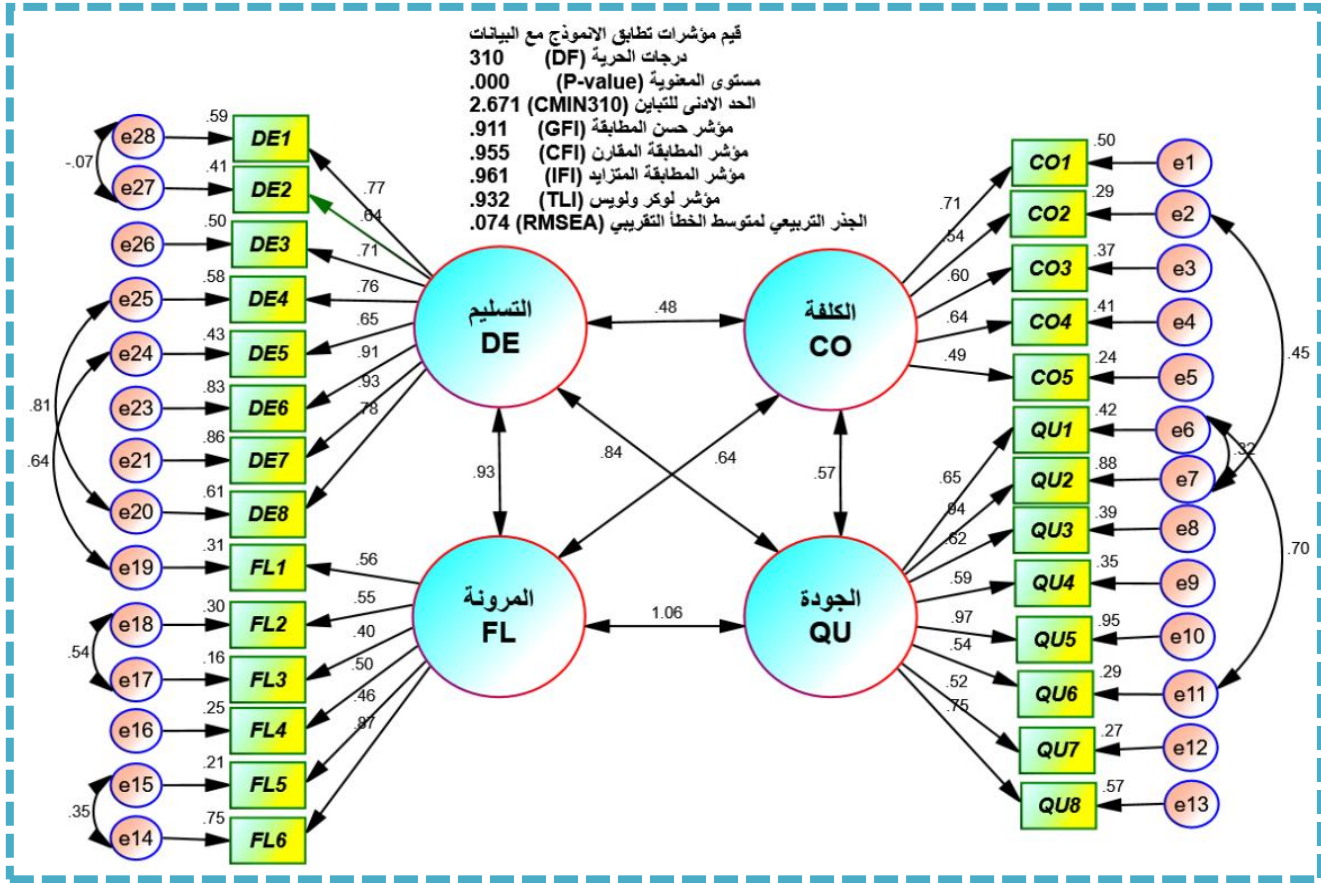 قيم مؤشرات تطابق الانموذج مع البيانات
درجات الحرية (DF) 310
مستوى المعنوية (P-value) .000
الحد الادنى للتباين (CMIN310) 2.671
مؤشر حسن المطابقة (GFI) .911
مؤشر المطابقة المقارن (CFI) .955
مؤشر المطابقة المتزايد (IFI) .961
مؤشر لوكر ولويس (TLI) .932
الجذر التربيعي لمتوسط الخطأ التقريبي (RMSEA) .074
e28 .59 DE1 .77
-.07
e27 .41 DE2 .64
e26 .50 DE3 .71
e25 .58 DE4 .76
e24 .43 DE5 .65
e23 .83 DE6 .91
e21 .86 DE7 .93
e20 .61 DE8 .78
.81
.64
e19 .31 FL1 .56
e18 .30 FL2 .55
.54
e17 .16 FL3 .40
e16 .25 FL4 .50
e15 .21 FL5 .46
.35
e14 .75 FL6 .87
التسليم
DE
.48
الكلفة
CO
.93
.84
.64
.57
المرونة
FL
1.06
الجودة
QU
.71 CO1 .50 e1
.54 CO2 .29 e2
.60 CO3 .37 e3
.64 CO4 .41 e4
.49 CO5 .24 e5
.45
.65 QU1 .42 e6
.32
.94 QU2 .88 e7
.62 QU3 .39 e8
.70
.59 QU4 .35 e9
.97 QU5 .95 e10
.54 QU6 .29 e11
.52 QU7 .27 e12
.75 QU8 .57 e13